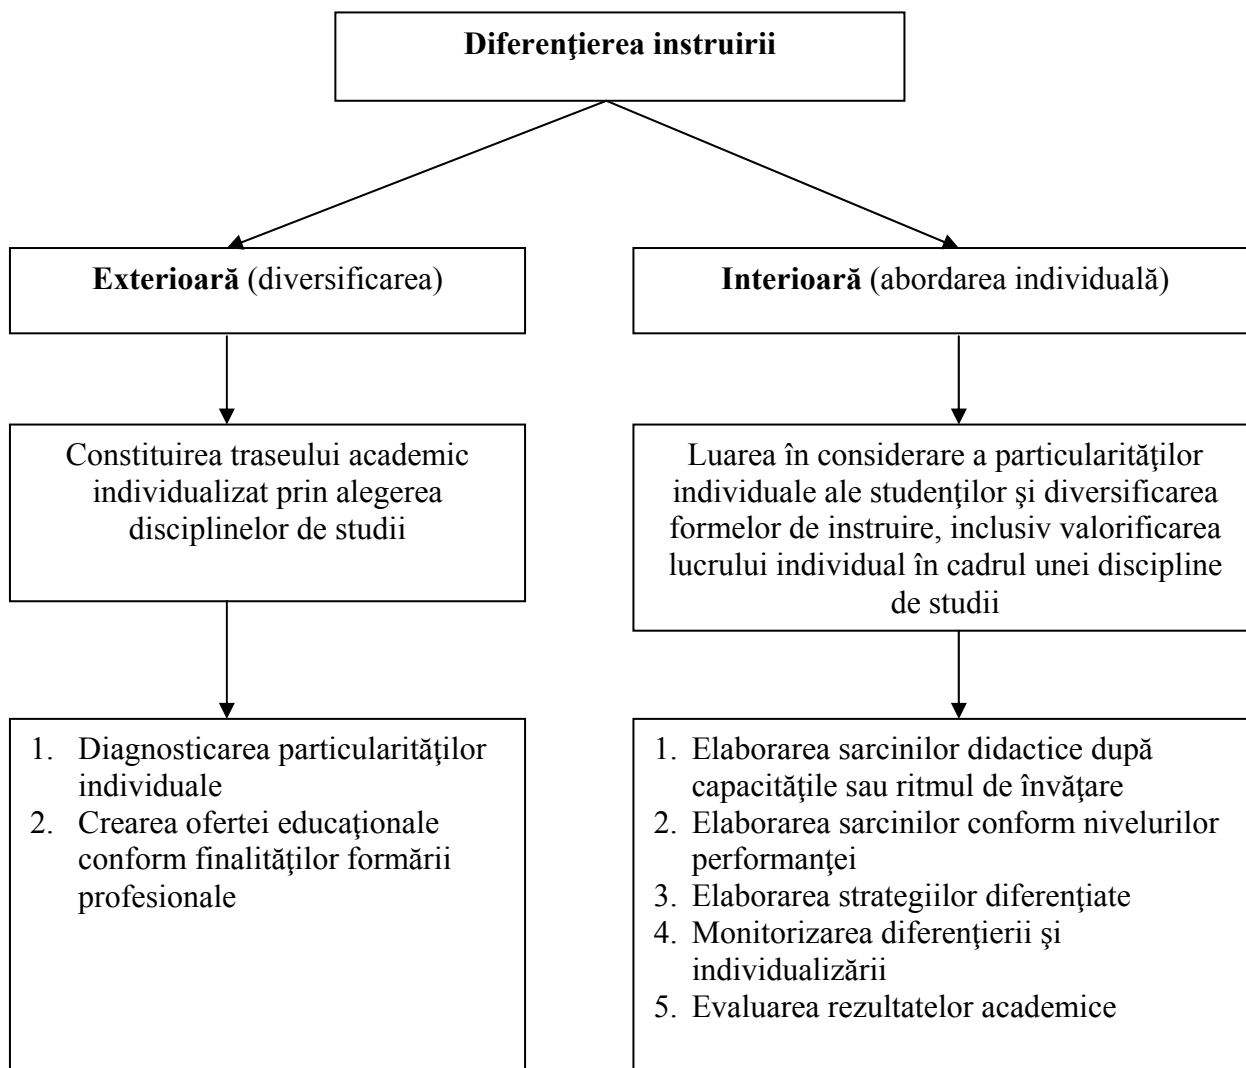 Diferenţierea instruirii
Exterioară (diversificarea)
Interioară (abordarea individuală)
Constituirea traseului academic
individualizat prin alegerea
disciplinelor de studii
Luarea în considerare a particularităţilor
individuale ale studenţilor şi diversificarea
formelor de instruire, inclusiv valorificarea
lucrului individual în cadrul unei discipline
de studii
1. Diagnosticarea particularităţilor
individuale
2. Crearea ofertei educaţionale
conform finalităţilor formării
profesionale
1. Elaborarea sarcinilor didactice după
capacităţile sau ritmul de învăţare
2. Elaborarea sarcinilor conform nivelurilor
performanţei
3. Elaborarea strategiilor diferenţiate
4. Monitorizarea diferenţierii şi
individualizării
5. Evaluarea rezultatelor academice